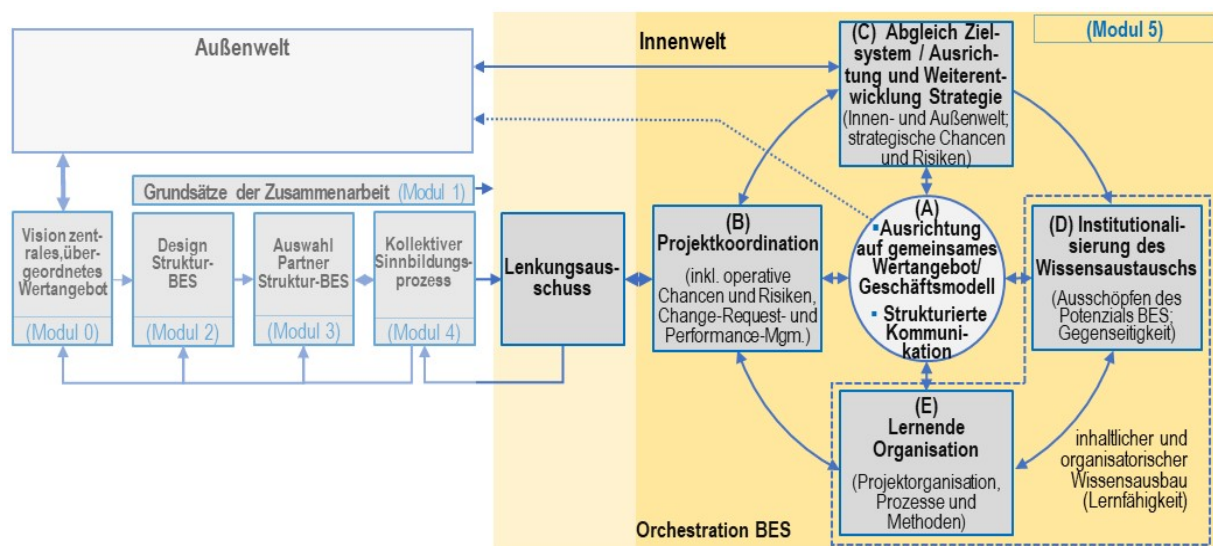 Außenwelt
Innenwelt
(Modul 5)
(C) Abgleich Ziel-
system / Ausrich-
tung und Weiterent-
wicklung Strategie
(Innen- und Außenwelt;
strategische Chancen
und Risiken)
Grundsätze der Zusammenarbeit (Modul 1)
Vision zen-
trales, über-
geordnetes
Wertangebot
(Modul 0)
Design
Struktur-
BES
(Modul 2)
Auswahl
Partner
Struktur-BES
(Modul 3)
Kollektiver
Sinnbildungs-
prozess
(Modul 4)
Lenkungsaus-
schuss
(B)
Projektkoordination
(inkl. operative
Chancen und Risiken,
Change-Request- und
Performance-Mgm.)
(A)
▪ Ausrichtung
auf gemeinsames
Wertangebot/
Geschäftsmodell
▪ Strukturierte
Kommuni-
kation
(D) Institutionali-
sierung des
Wissensaustauschs
(Ausschöpfen des
Potenzials BES;
Gegenseitigkeit)
(E)
Lernende
Organisation
(Projektorganisation,
Prozesse und
Methoden)
inhaltlicher und
organisatorischer
Wissensausbau
(Lernfähigkeit)
Orchestration BES